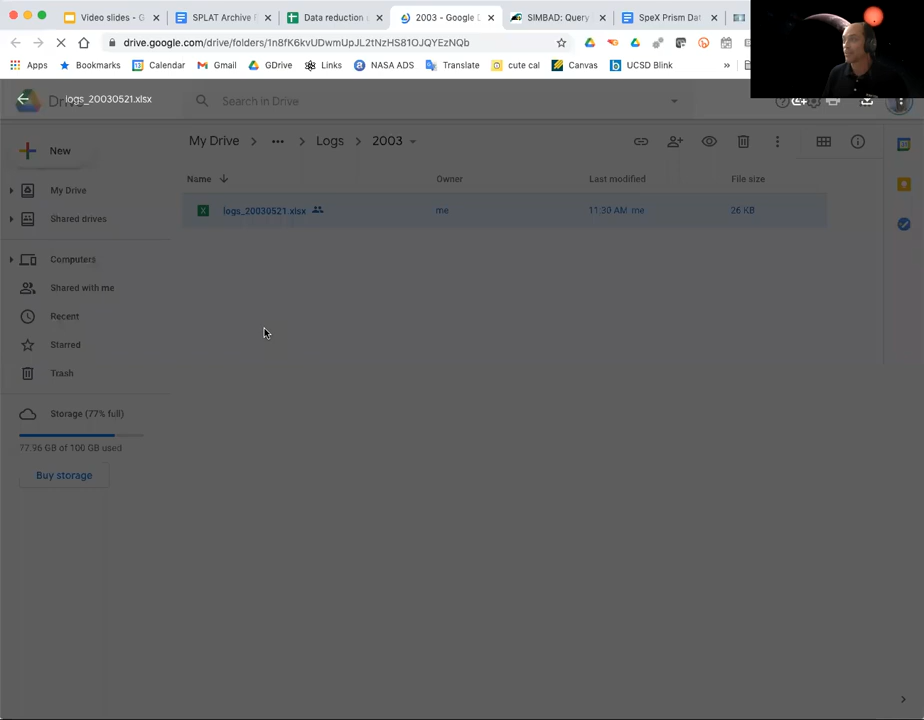 Video slides - G
SPLAT Archive F
Data reduction
2003 - Google D
SIMBAD: Query
SpeX Prism Dat
drive.google.com/drive/folders/1n8fK6kvUDwmUpJL2tNzHS81OJQYEzNQb
Apps
Bookmarks
Calendar
Gmail
GDrive
Links
NASA ADS
Translate
cute cal
Canvas
UCSD Blink
»
logs_20030521.xlsx
Search in Drive
My Drive > ... > Logs > 2003
New
Name
Owner
Last modified
File size
My Drive
logs_20030521.xlsx
me
11:30 AM me
26 KB
Shared drives
Computers
Shared with me
Recent
Starred
Trash
Storage (77% full)
77.96 GB of 100 GB used
Buy storage